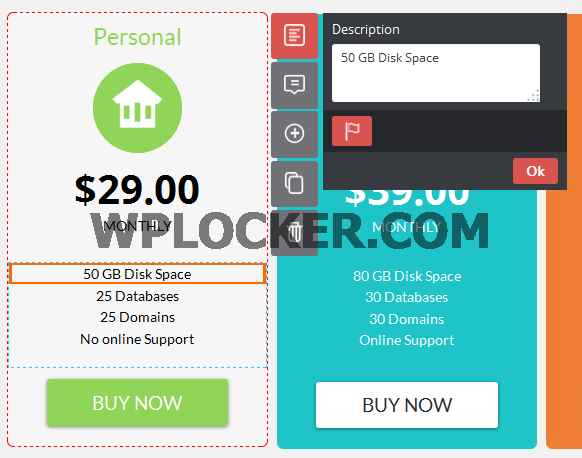 Personal
$29.00
MONTHLY
50 GB Disk Space
25 Databases
25 Domains
No online Support
BUY NOW
Description
50 GB Disk Space
Ok
$39.00
MONTHLY
80 GB Disk Space
30 Databases
30 Domains
Online Support
BUY NOW
WPLOCKER.COM